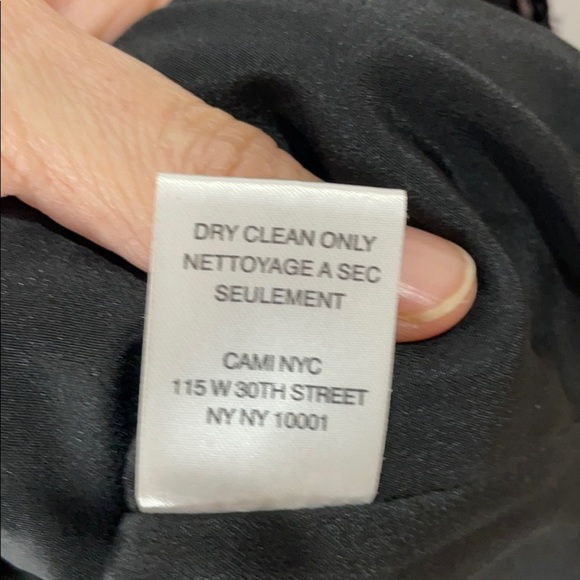 DRY CLEAN ONLY
NETTOYAGE A SEC
SEULEMENT
CAMI NYC
115 W 30TH STREET
NY NY 10001